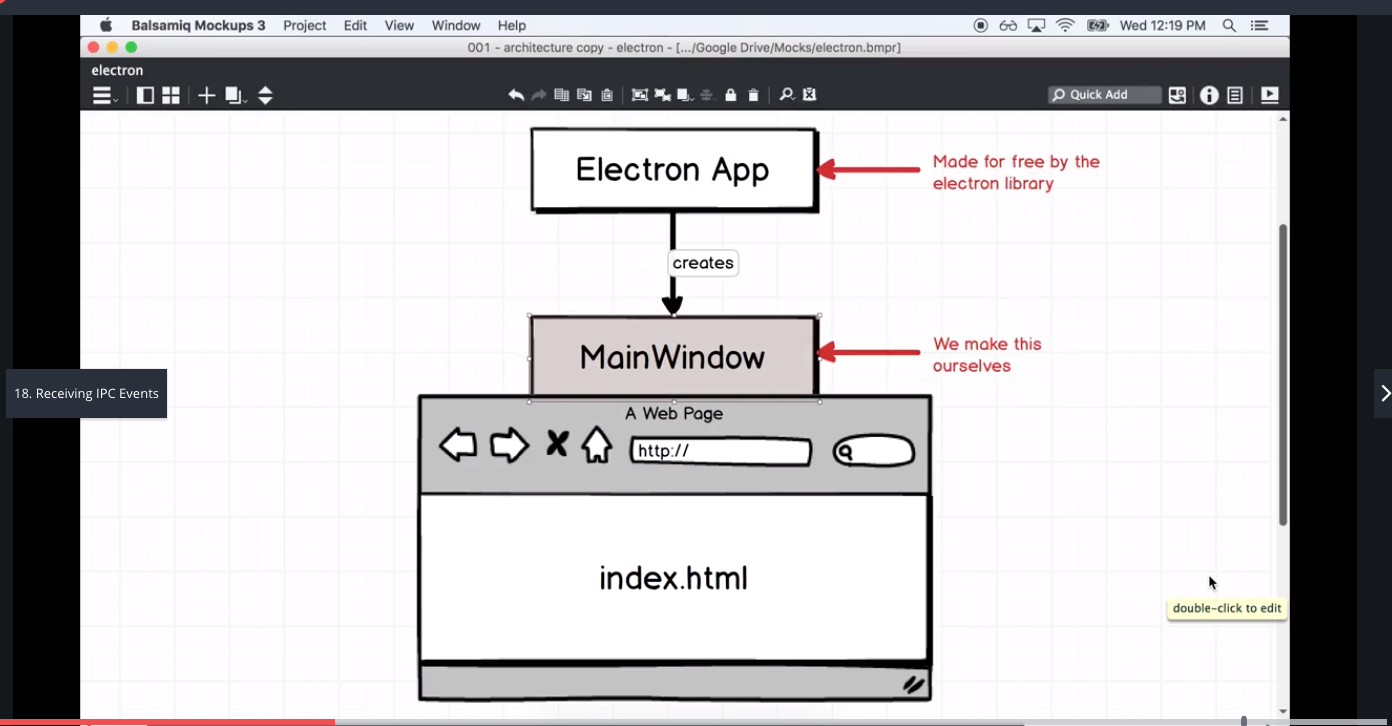 Balsamiq Mockups 3 Project Edit View Window Help Wed 12:19 PM
001 - architecture copy - electron - [.../Google Drive/Mocks/electron.bmpr]
electron
Quick Add
Electron App
Made for free by the
electron library
creates
MainWindow
We make this
ourselves
18. Receiving IPC Events
A Web Page
http://
index.html
double-click to edit